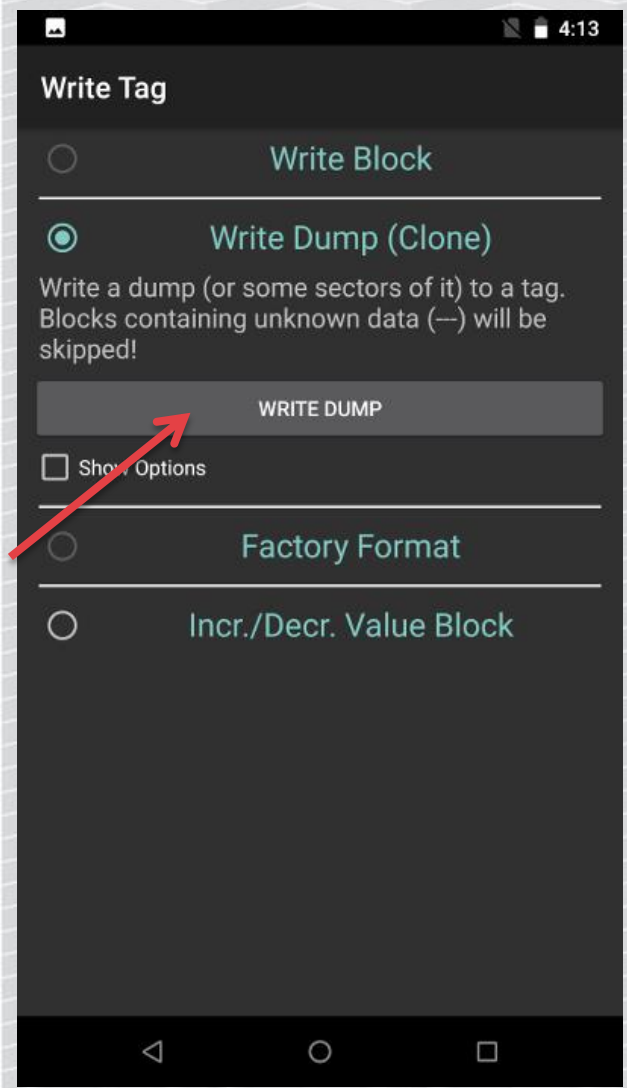 4:13
Write Tag
Write Block
Write Dump (Clone)
Write a dump (or some sectors of it) to a tag.
Blocks containing unknown data (---) will be
skipped!
WRITE DUMP
Show Options
Factory Format
Incr./Decr. Value Block